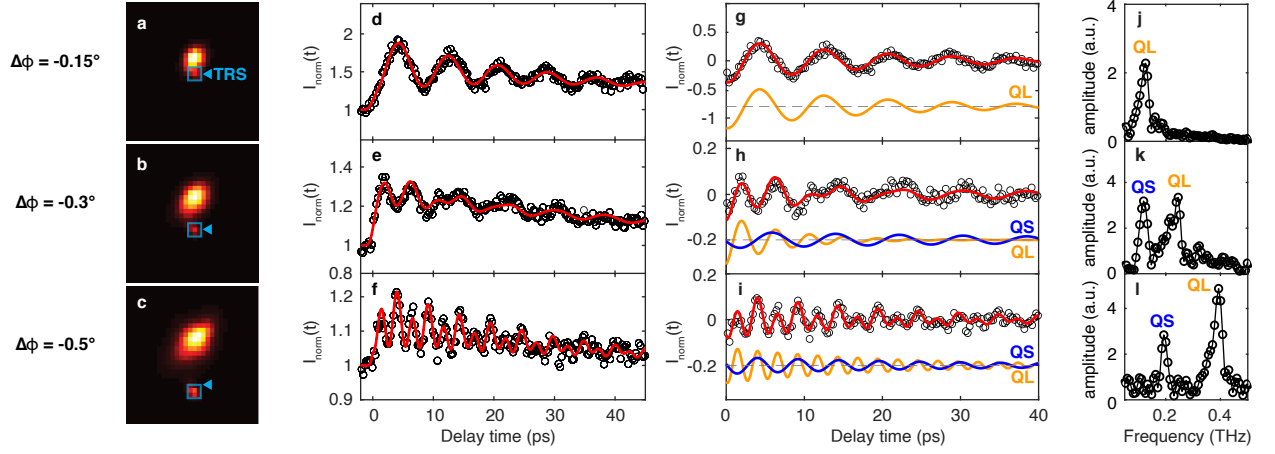 Δϕ = -0.15°
Δϕ = -0.3°
Δϕ = -0.5°
a
TRS
b
c
d
I_norm(t)
2
1.5
1
e
I_norm(t)
1.4
1.2
1
0.8
f
I_norm(t)
1.2
1.1
1
0.9
0 10 20 30 40
Delay time (ps)
g
I_norm(t)
0.5
0
-0.5
-1
QL
h
I_norm(t)
0.2
0
-0.2
QS
QL
i
I_norm(t)
0.2
0
-0.2
QS
QL
0 10 20 30 40
Delay time (ps)
j
amplitude (a.u.)
4
2
0
QL
k
amplitude (a.u.)
4
2
0
QS
QL
l
amplitude (a.u.)
4
2
0
QS
QL
0.2 0.4
Frequency (THz)